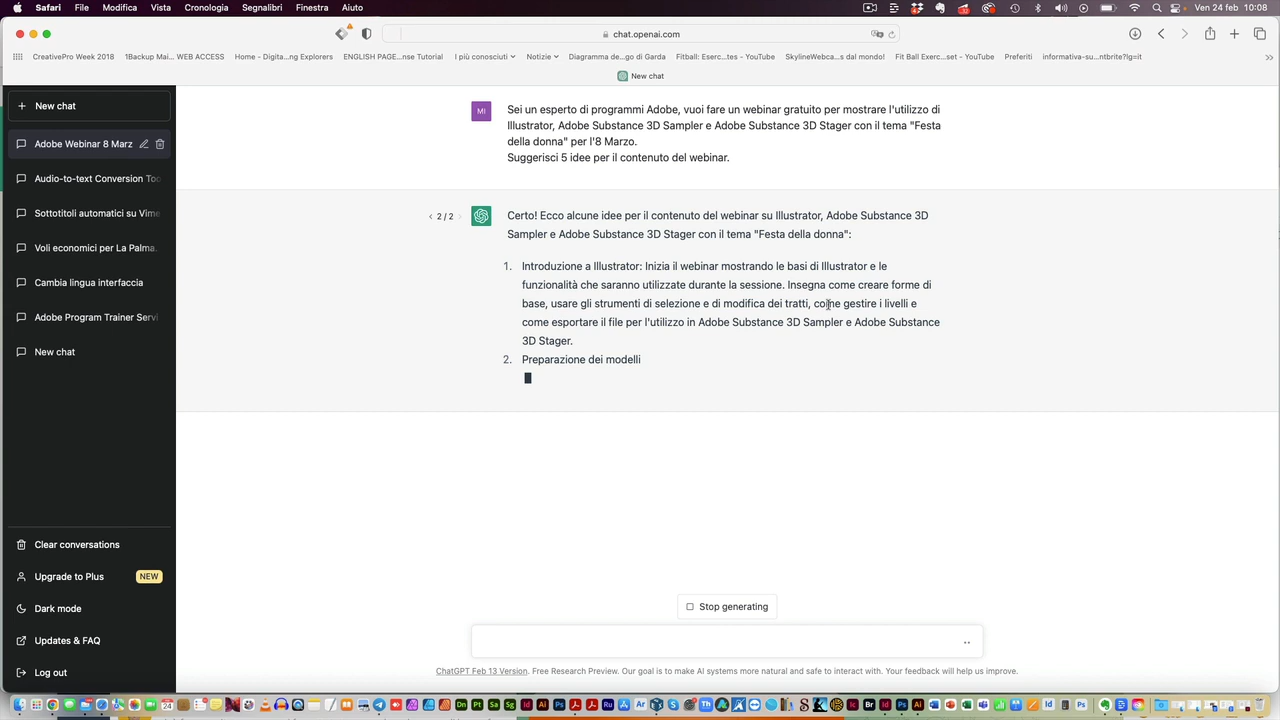 Safari File Modifica Vista Cronologia Segnalibri Finestra Aiuto
Ven 24 feb 10:08
chat.openai.com
CreativePro Week 2018
1Backup Mai... WEB ACCESS
Home - Digita...ng Explorers
ENGLISH PAGE...nse Tutorial
I più conosciuti
Notizie
Diagramma de...go di Garda
Fitball: Eserc...tes - YouTube
SkylineWebca...s dal mondo!
Fit Ball Exerc...set - YouTube
Preferiti
informativa-su...ntbrite?lg=it
New chat
New chat
Adobe Webinar 8 Marz
Audio-to-text Conversion Too
Sottotitoli automatici su Vime
Voli economici per La Palma.
Cambia lingua interfaccia
Adobe Program Trainer Servi
New chat
Clear conversations
Upgrade to Plus NEW
Dark mode
Updates & FAQ
Log out
MI
Sei un esperto di programmi Adobe, vuoi fare un webinar gratuito per mostrare l'utilizzo di
Illustrator, Adobe Substance 3D Sampler e Adobe Substance 3D Stager con il tema "Festa
della donna" per l'8 Marzo.
Suggerisci 5 idee per il contenuto del webinar.
< 2 / 2 >
Certo! Ecco alcune idee per il contenuto del webinar su Illustrator, Adobe Substance 3D
Sampler e Adobe Substance 3D Stager con il tema "Festa della donna":
1. Introduzione a Illustrator: Inizia il webinar mostrando le basi di Illustrator e le
funzionalità che saranno utilizzate durante la sessione. Insegna come creare forme di
base, usare gli strumenti di selezione e di modifica dei tratti, come gestire i livelli e
come esportare il file per l'utilizzo in Adobe Substance 3D Sampler e Adobe Substance
3D Stager.
2. Preparazione dei modelli
Stop generating
ChatGPT Feb 13 Version. Free Research Preview. Our goal is to make AI systems more natural and safe to interact with. Your feedback will help us improve.